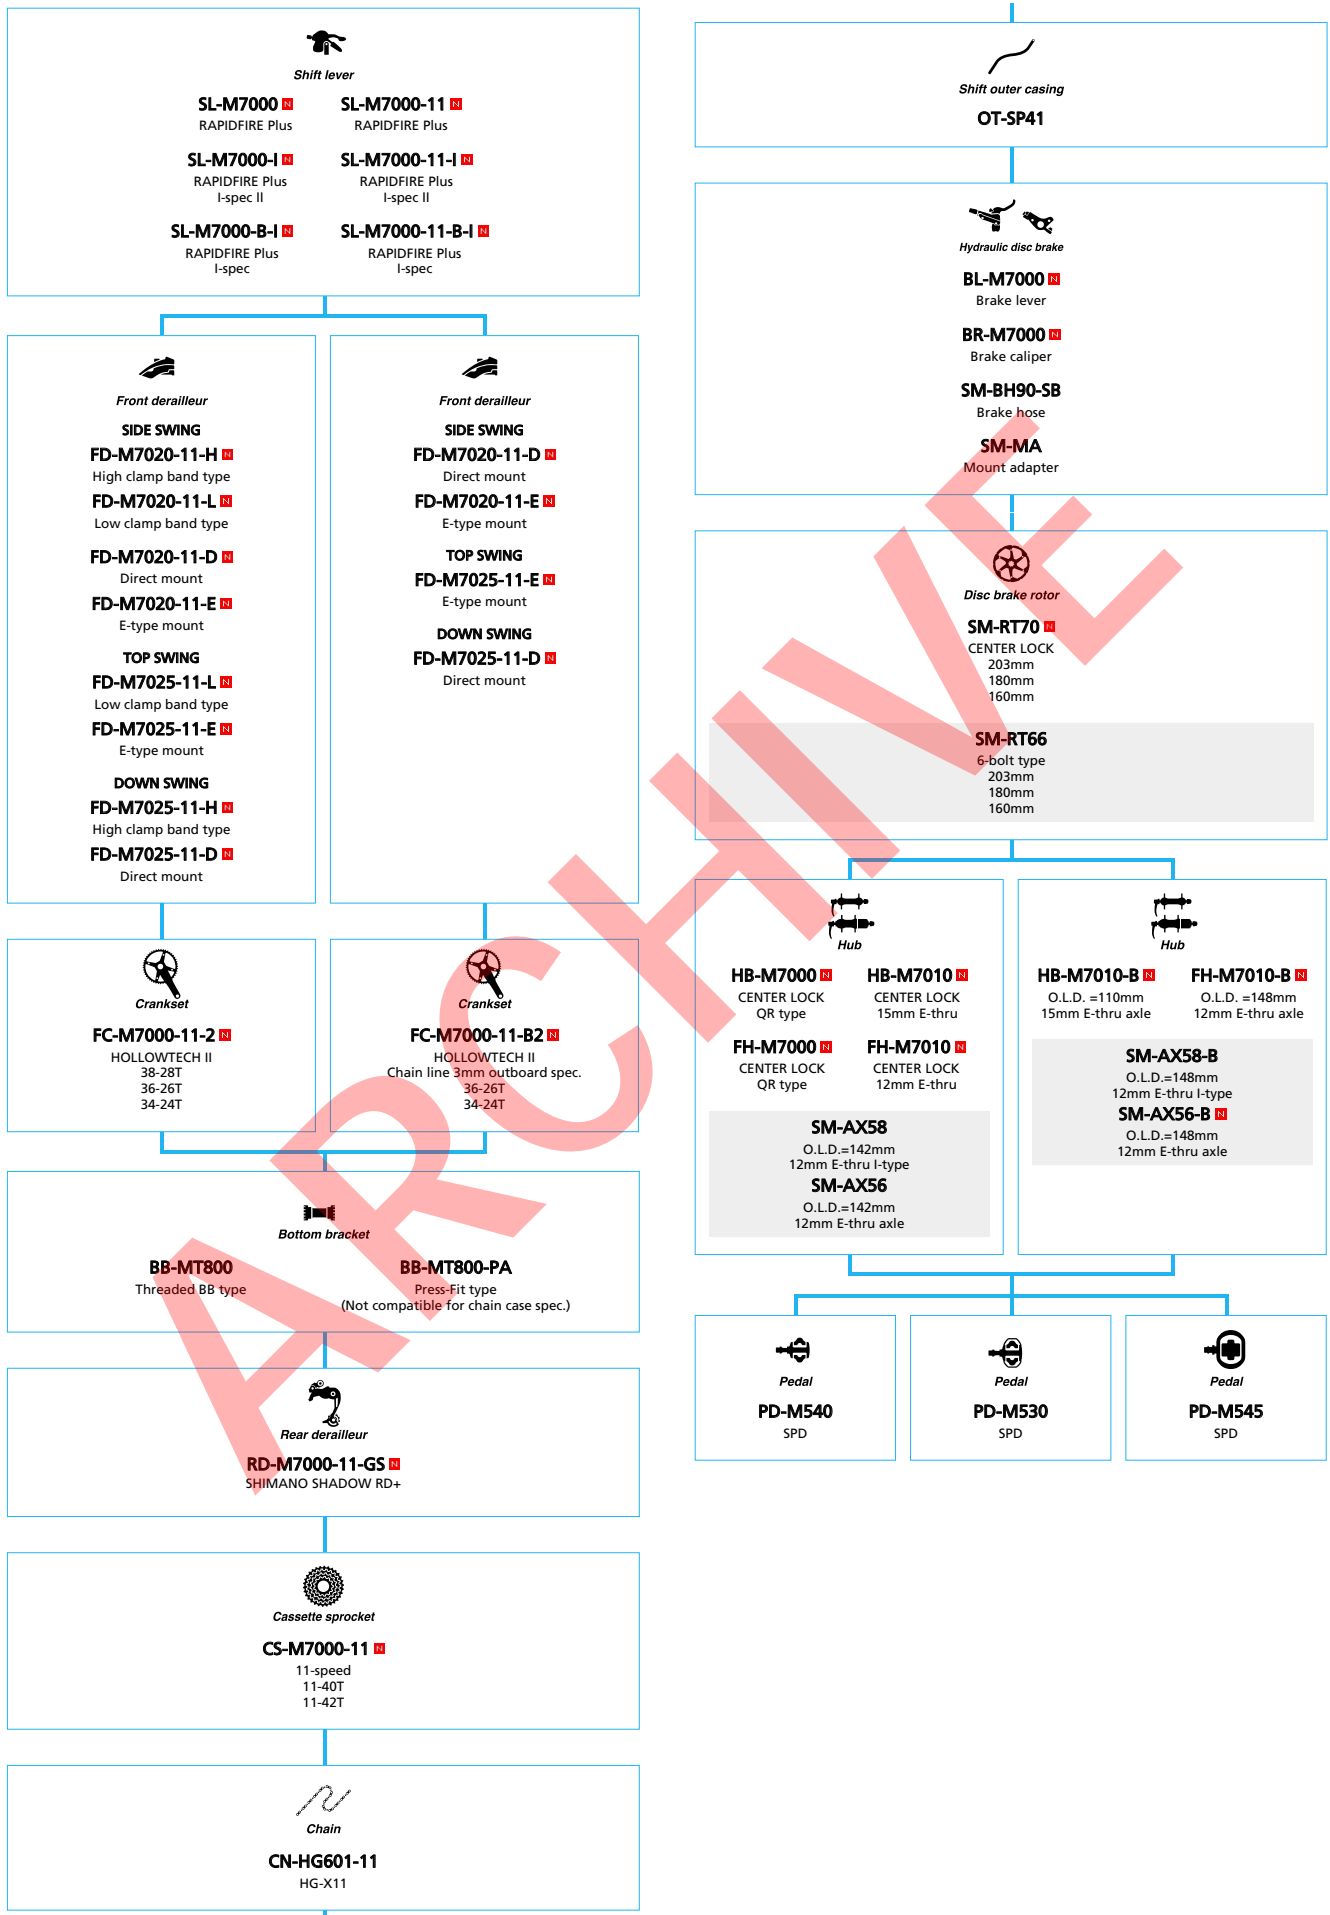 Shift lever
SL-M7000 N SL-M7000-11 N
RAPIDFIRE Plus RAPIDFIRE Plus
SL-M7000-I N SL-M7000-11-I N
RAPIDFIRE Plus RAPIDFIRE Plus
I-spec II I-spec II
SL-M7000-B-I N SL-M7000-11-B-I N
RAPIDFIRE Plus RAPIDFIRE Plus
I-spec I-spec
Front derailleur
SIDE SWING
FD-M7020-11-H N
High clamp band type
FD-M7020-11-L N
Low clamp band type
FD-M7020-11-D N
Direct mount
FD-M7020-11-E N
E-type mount
TOP SWING
FD-M7025-11-L N
Low clamp band type
FD-M7025-11-E N
E-type mount
DOWN SWING
FD-M7025-11-H N
High clamp band type
FD-M7025-11-D N
Direct mount
Front derailleur
SIDE SWING
FD-M7020-11-D N
Direct mount
FD-M7020-11-E N
E-type mount
TOP SWING
FD-M7025-11-E N
E-type mount
DOWN SWING
FD-M7025-11-D N
Direct mount
Crankset
FC-M7000-11-2 N
HOLLOWTECH II
38-28T
36-26T
34-24T
Crankset
FC-M7000-11-B2 N
HOLLOWTECH II
Chain line 3mm outboard spec.
36-26T
34-24T
Bottom bracket
BB-MT800 BB-MT800-PA
Threaded BB type Press-Fit type
(Not compatible for chain case spec.)
Rear derailleur
RD-M7000-11-GS N
SHIMANO SHADOW RD+
Cassette sprocket
CS-M7000-11 N
11-speed
11-40T
11-42T
Chain
CN-HG601-11
HG-X11
Shift outer casing
OT-SP41
Hydraulic disc brake
BL-M7000 N
Brake lever
BR-M7000 N
Brake caliper
SM-BH90-SB
Brake hose
SM-MA
Mount adapter
Disc brake rotor
SM-RT70 N
CENTER LOCK
203mm
180mm
160mm
SM-RT66
6-bolt type
203mm
180mm
160mm
Hub
HB-M7000 N HB-M7010 N
CENTER LOCK CENTER LOCK
QR type 15mm E-thru
FH-M7000 N FH-M7010 N
CENTER LOCK CENTER LOCK
QR type 12mm E-thru
SM-AX58
O.L.D.=142mm
12mm E-thru I-type
SM-AX56
O.L.D.=142mm
12mm E-thru axle
Hub
HB-M7010-B N FH-M7010-B N
O.L.D. =110mm O.L.D. =148mm
15mm E-thru axle 12mm E-thru axle
SM-AX58-B
O.L.D.=148mm
12mm E-thru I-type
SM-AX56-B N
O.L.D.=148mm
12mm E-thru axle
Pedal
PD-M540
SPD
Pedal
PD-M530
SPD
Pedal
PD-M545
SPD
ARCHIVE